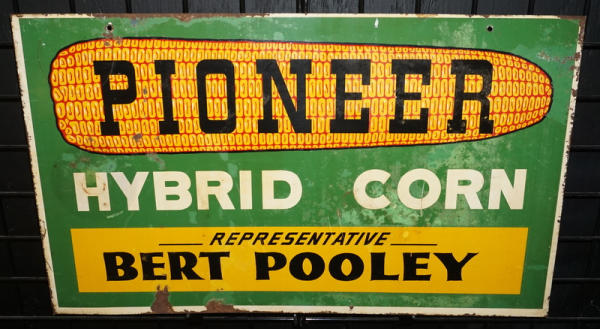 PIONEER
HYBRID CORN
REPRESENTATIVE
BERT POOLEY